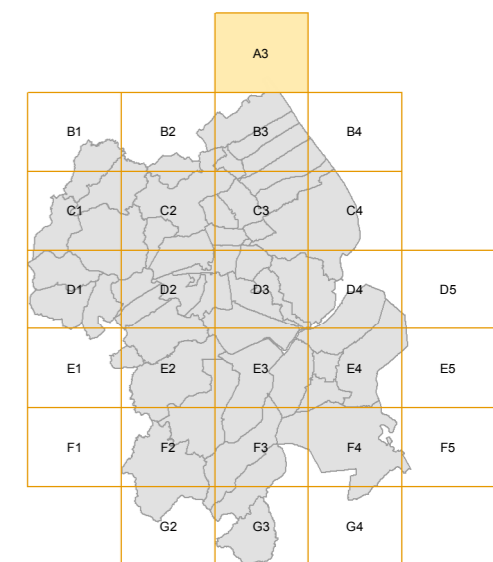 A3
B1 B2 B3 B4
C1 C2 C3 C4
D1 D2 D3 D4 D5
E1 E2 E3 E4 E5
F1 F2 F3 F4 F5
G2 G3 G4